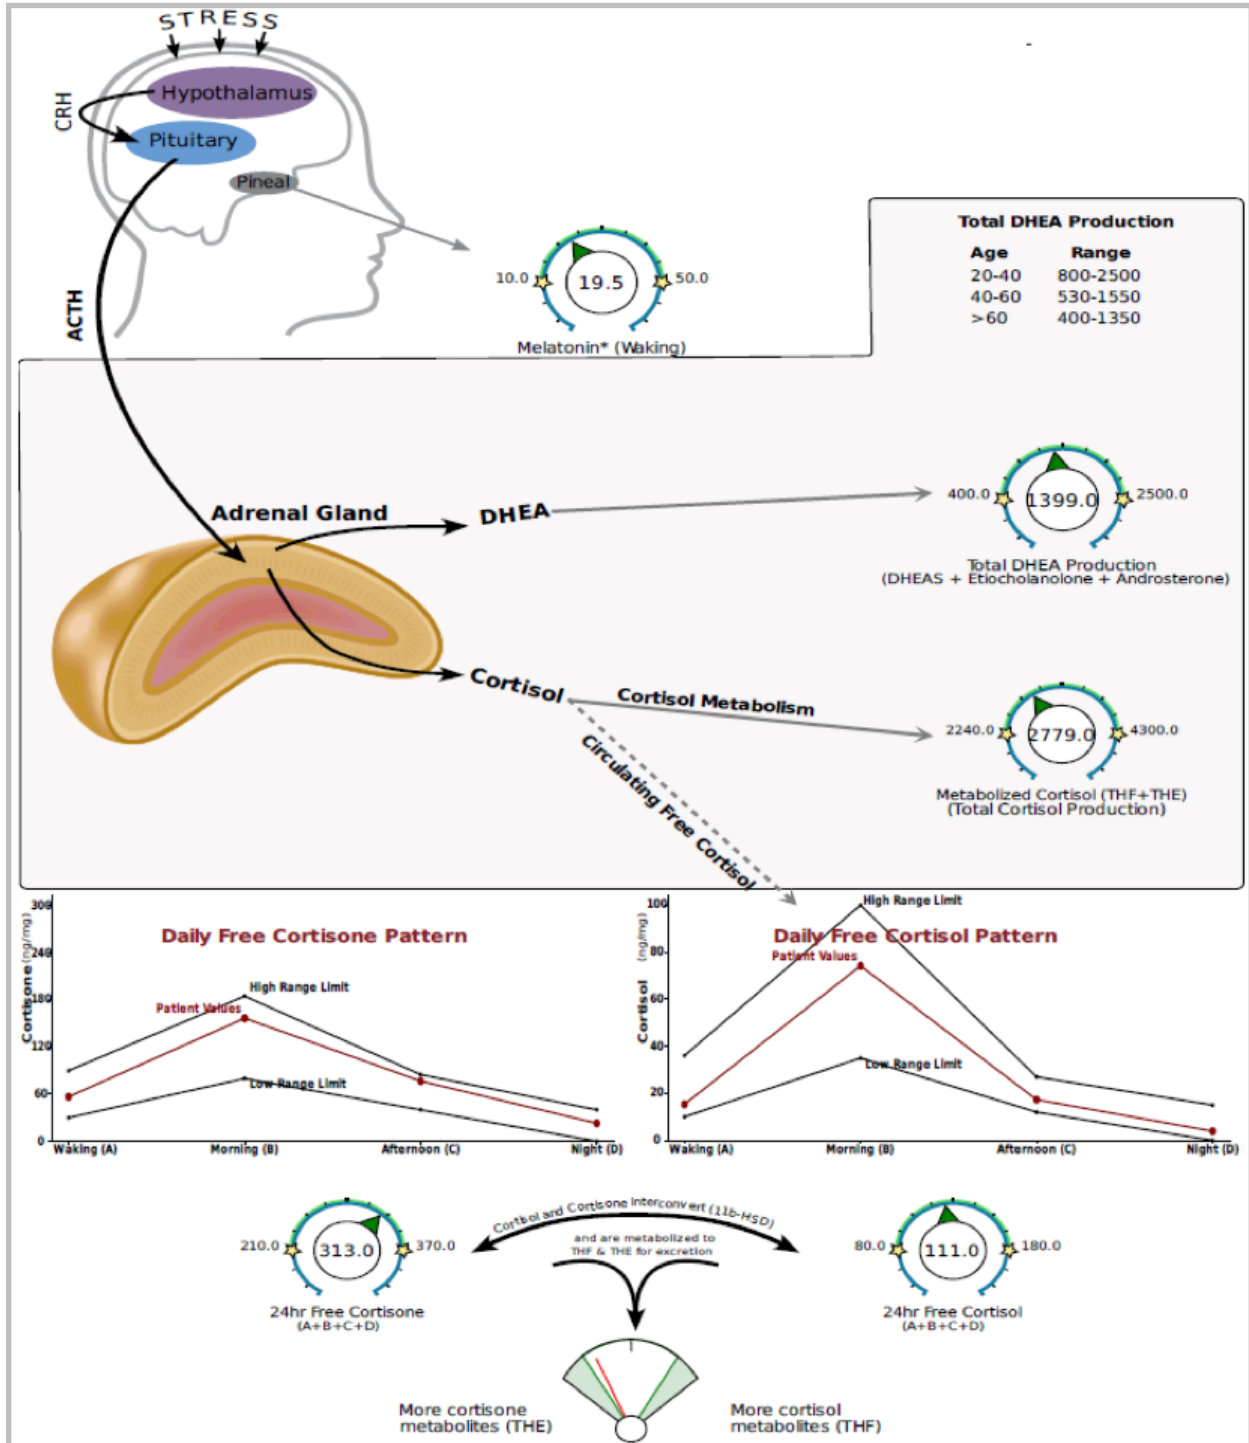 STRESS
Hypothalamus
CRH
Pituitary
Pineal
ACTH
10.0
19.5
50.0
Melatonin* (Waking)
Total DHEA Production
Age Range
20-40 800-2500
40-60 530-1550
>60 400-1350
Adrenal Gland
DHEA
400.0
1399.0
2500.0
Total DHEA Production
(DHEAS + Etiocholanolone + Androsterone)
Cortisol
Cortisol Metabolism
Circulating Free Cortisol
2240.0
2779.0
4300.0
Metabolized Cortisol (THF+THE)
(Total Cortisol Production)
Daily Free Cortisone Pattern
Cortisone (ng/mg)
300
240
180
120
60
0
High Range Limit
Patient Values
Low Range Limit
Waking (A) Morning (B) Afternoon (C) Night (D)
Daily Free Cortisol Pattern
Cortisol (ng/mg)
100
80
60
40
20
0
High Range Limit
Patient Values
Low Range Limit
Waking (A) Morning (B) Afternoon (C) Night (D)
210.0
313.0
370.0
24hr Free Cortisone
(A+B+C+D)
Cortisol and Cortisone Interconvert (11b-HSD)
and are metabolized to
THF & THE for excretion
80.0
111.0
180.0
24hr Free Cortisol
(A+B+C+D)
More cortisone
metabolites (THE)
More cortisol
metabolites (THF)